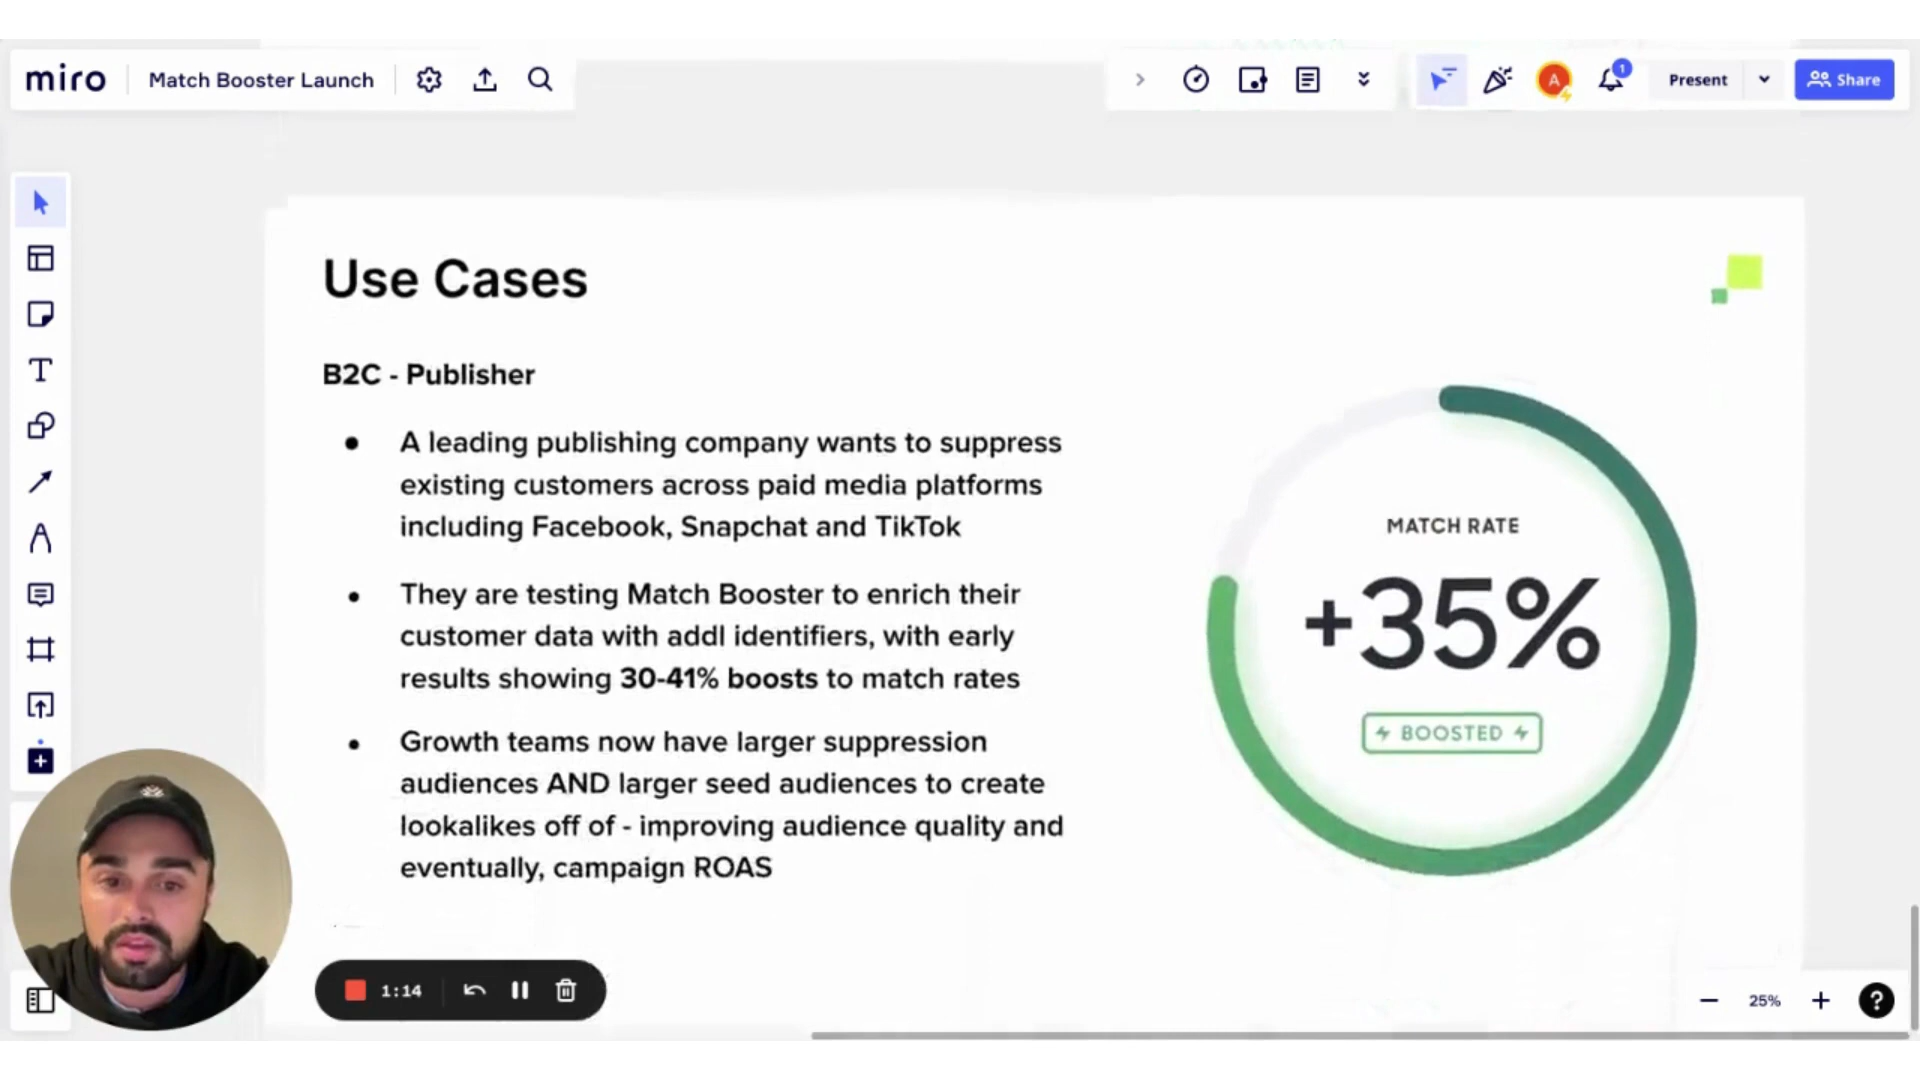 miro
Match Booster Launch
A
1
Present
Share
Use Cases
B2C - Publisher
● A leading publishing company wants to suppress
existing customers across paid media platforms
including Facebook, Snapchat and TikTok
● They are testing Match Booster to enrich their
customer data with addl identifiers, with early
results showing 30-41% boosts to match rates
● Growth teams now have larger suppression
audiences AND larger seed audiences to create
lookalikes off of - improving audience quality and
eventually, campaign ROAS
MATCH RATE
+35%
BOOSTED
1:14
25%
?